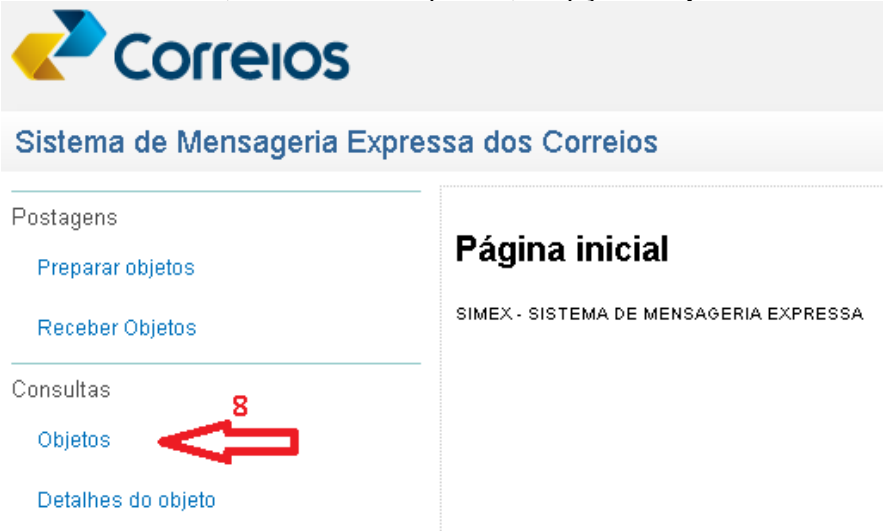 Correios
Sistema de Mensageria Expressa dos Correios
Postagens
Preparar objetos
Receber Objetos
Consultas
8
Objetos
Detalhes do objeto
Página inicial
SIMEX - SISTEMA DE MENSAGERIA EXPRESSA